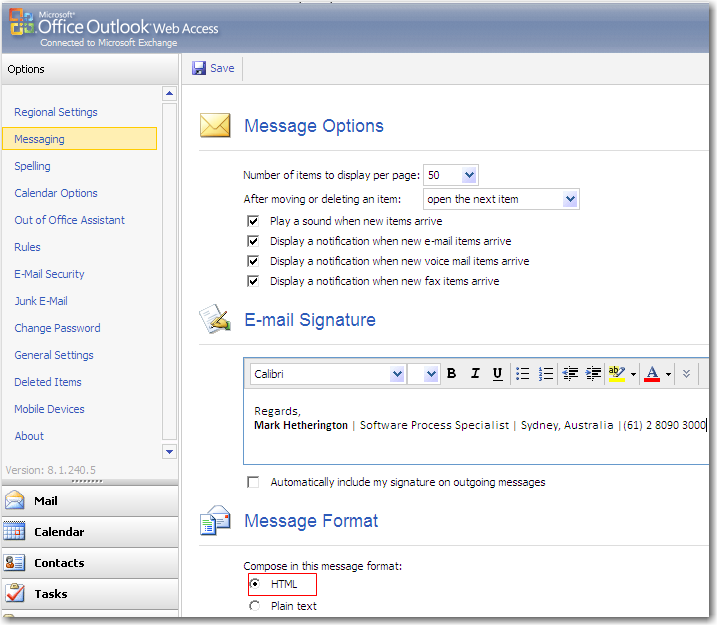 Microsoft®
Office Outlook Web Access
Connected to Microsoft Exchange
Options
Save
Regional Settings
Messaging
Spelling
Calendar Options
Out of Office Assistant
Rules
E-Mail Security
Junk E-Mail
Change Password
General Settings
Deleted Items
Mobile Devices
About
Version: 8.1.240.5
Mail
Calendar
Contacts
Tasks
Message Options
Number of items to display per page: 50
After moving or deleting an item: open the next item
Play a sound when new items arrive
Display a notification when new e-mail items arrive
Display a notification when new voice mail items arrive
Display a notification when new fax items arrive
E-mail Signature
Calibri B I U ab A
Regards,
Mark Hetherington | Software Process Specialist | Sydney, Australia |(61) 2 8090 3000
Automatically include my signature on outgoing messages
Message Format
Compose in this message format:
HTML
Plain text